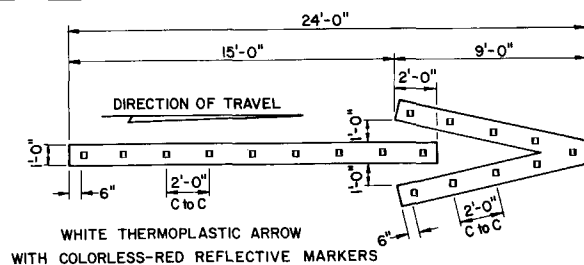 24'-0"
15'-0"
9'-0"
2'-0"
DIRECTION OF TRAVEL
1'-0"
1'-0"
1'-0"
6"
2'-0"
C to C
6"
2'-0"
C to C
WHITE THERMOPLASTIC ARROW
WITH COLORLESS-RED REFLECTIVE MARKERS